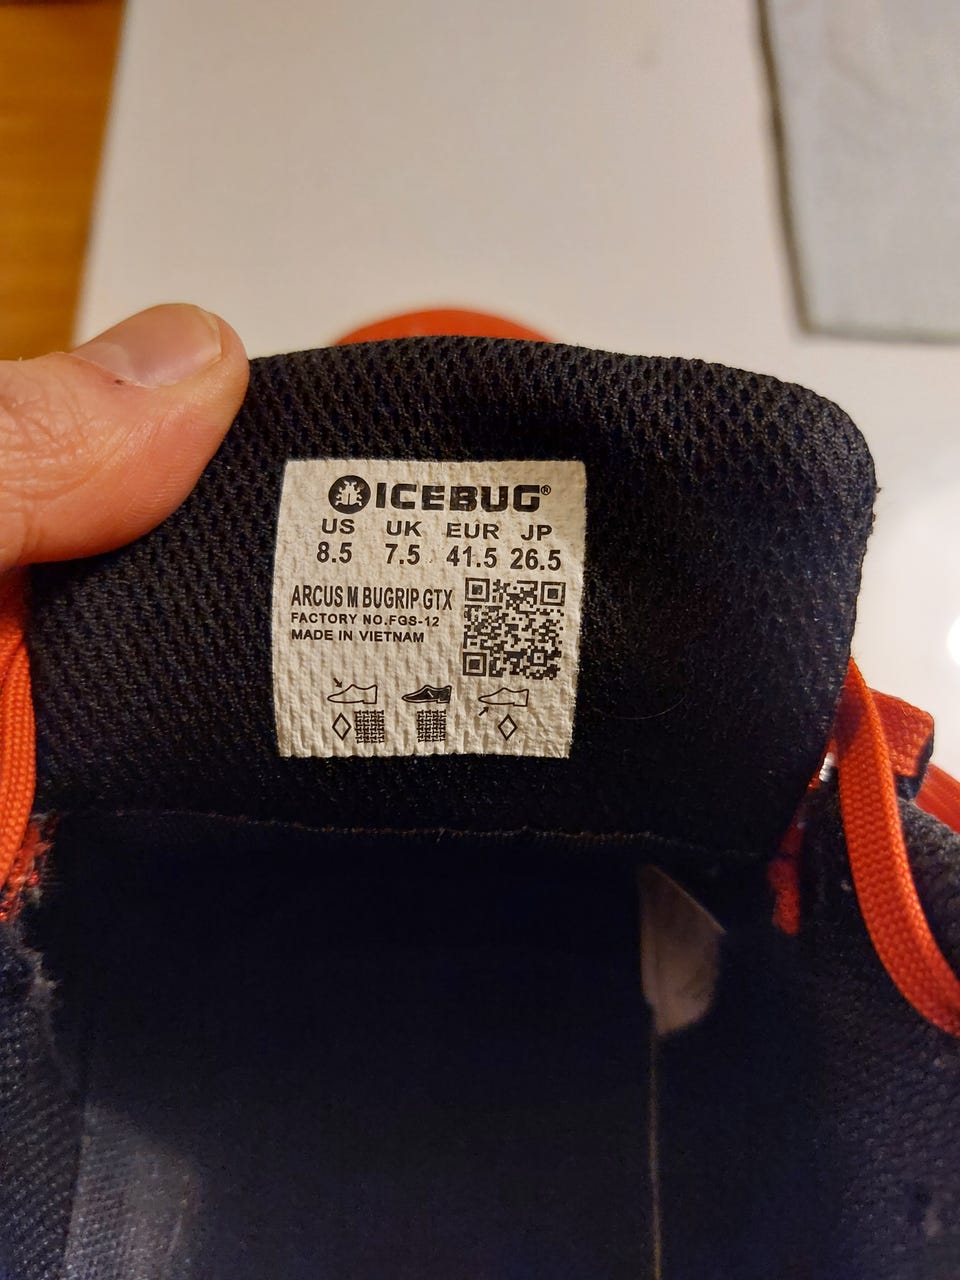 ICEBUG®
US UK EUR JP
8.5 7.5 41.5 26.5
ARCUS M BUGRIP GTX
FACTORY NO.FGS-12
MADE IN VIETNAM